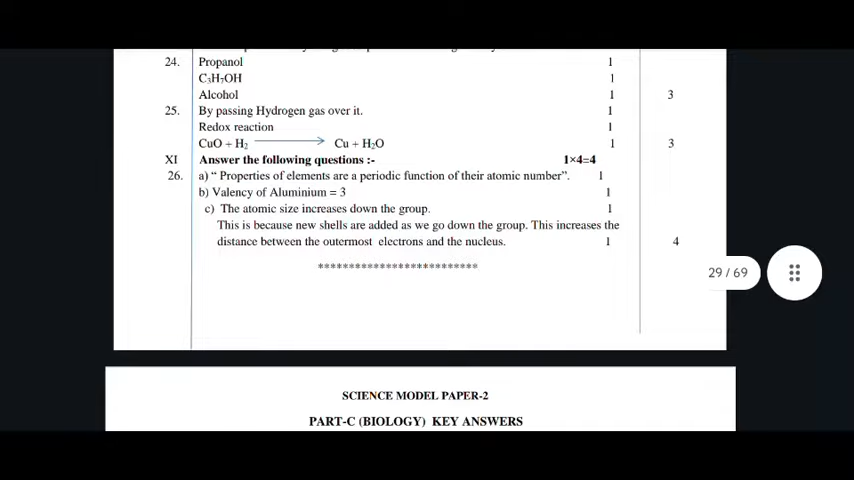 24. Propanol 1
C3H7OH 1
Alcohol 1 3
25. By passing Hydrogen gas over it. 1
Redox reaction 1
CuO + H2 → Cu + H2O 1 3
XI Answer the following questions :- 1×4=4
26. a) “ Properties of elements are a periodic function of their atomic number”. 1
b) Valency of Aluminium = 3 1
c) The atomic size increases down the group. 1
This is because new shells are added as we go down the group. This increases the
distance between the outermost electrons and the nucleus. 1 4
**************************
29 / 69
SCIENCE MODEL PAPER-2
PART-C (BIOLOGY) KEY ANSWERS